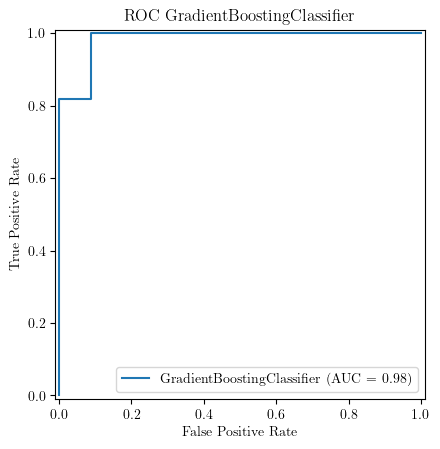 ROC GradientBoostingClassifier
1.0
0.8
0.6
0.4
0.2
0.0
True Positive Rate
GradientBoostingClassifier (AUC = 0.98)
0.0 0.2 0.4 0.6 0.8 1.0
False Positive Rate